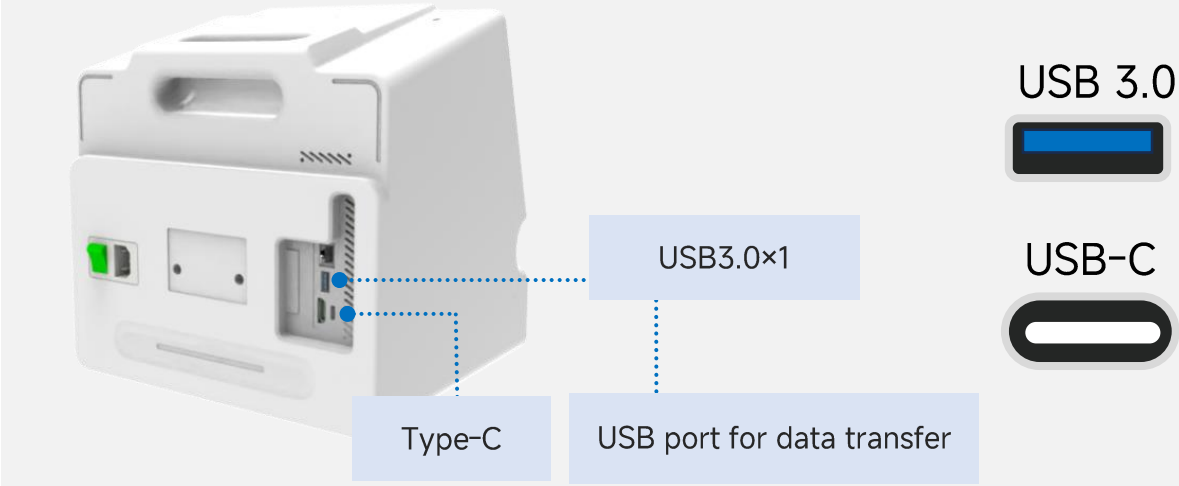 USB 3.0
USB3.0×1
USB-C
Type-C
USB port for data transfer